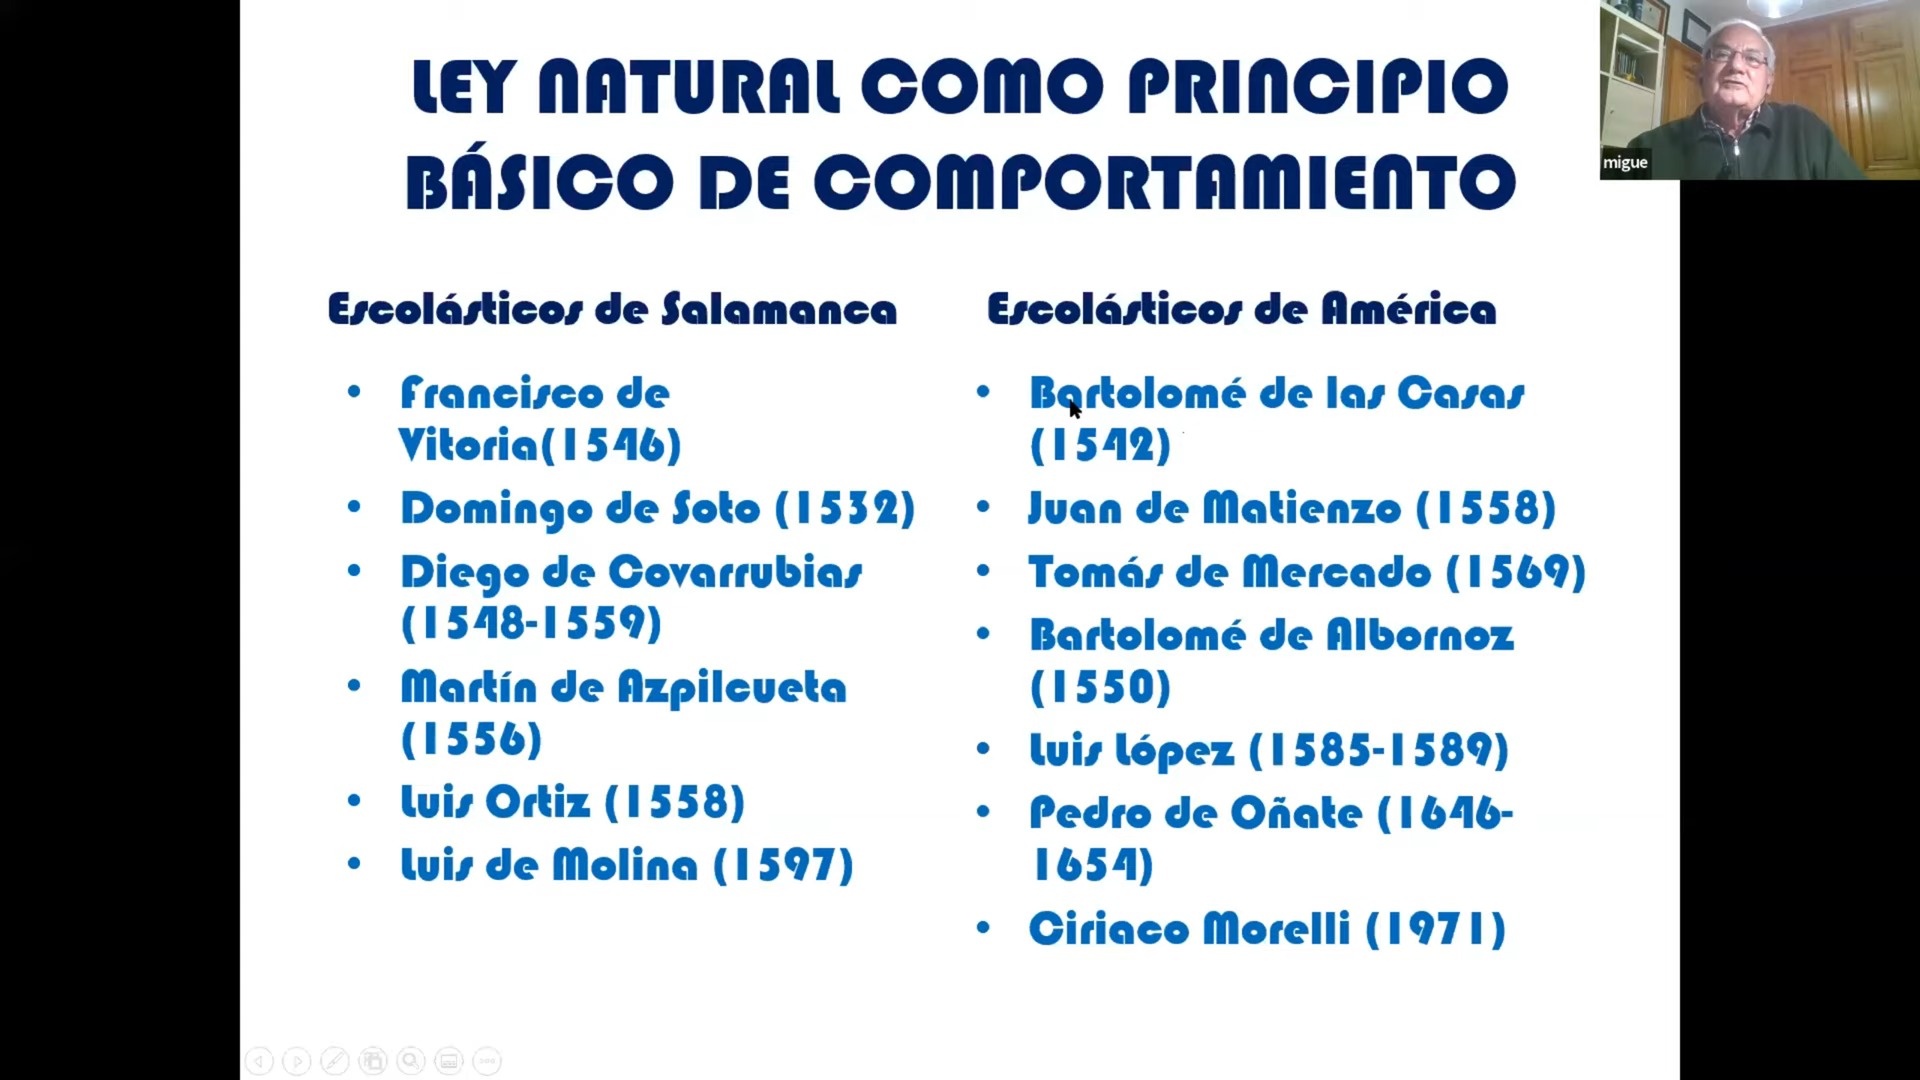 LEY NATURAL COMO PRINCIPIO
BÁSICO DE COMPORTAMIENTO
migue
Escolásticos de Salamanca
• Francisco de
Vitoria(1546)
• Domingo de Soto (1532)
• Diego de Covarrubias
(1548-1559)
• Martín de Azpilcueta
(1556)
• Luis Ortiz (1558)
• Luis de Molina (1597)
Escolásticos de América
• Bartolomé de las Casas
(1542)
• Juan de Matienzo (1558)
• Tomás de Mercado (1569)
• Bartolomé de Albornoz
(1550)
• Luis López (1585-1589)
• Pedro de Oñate (1646-
1654)
• Ciriaco Morelli (1971)